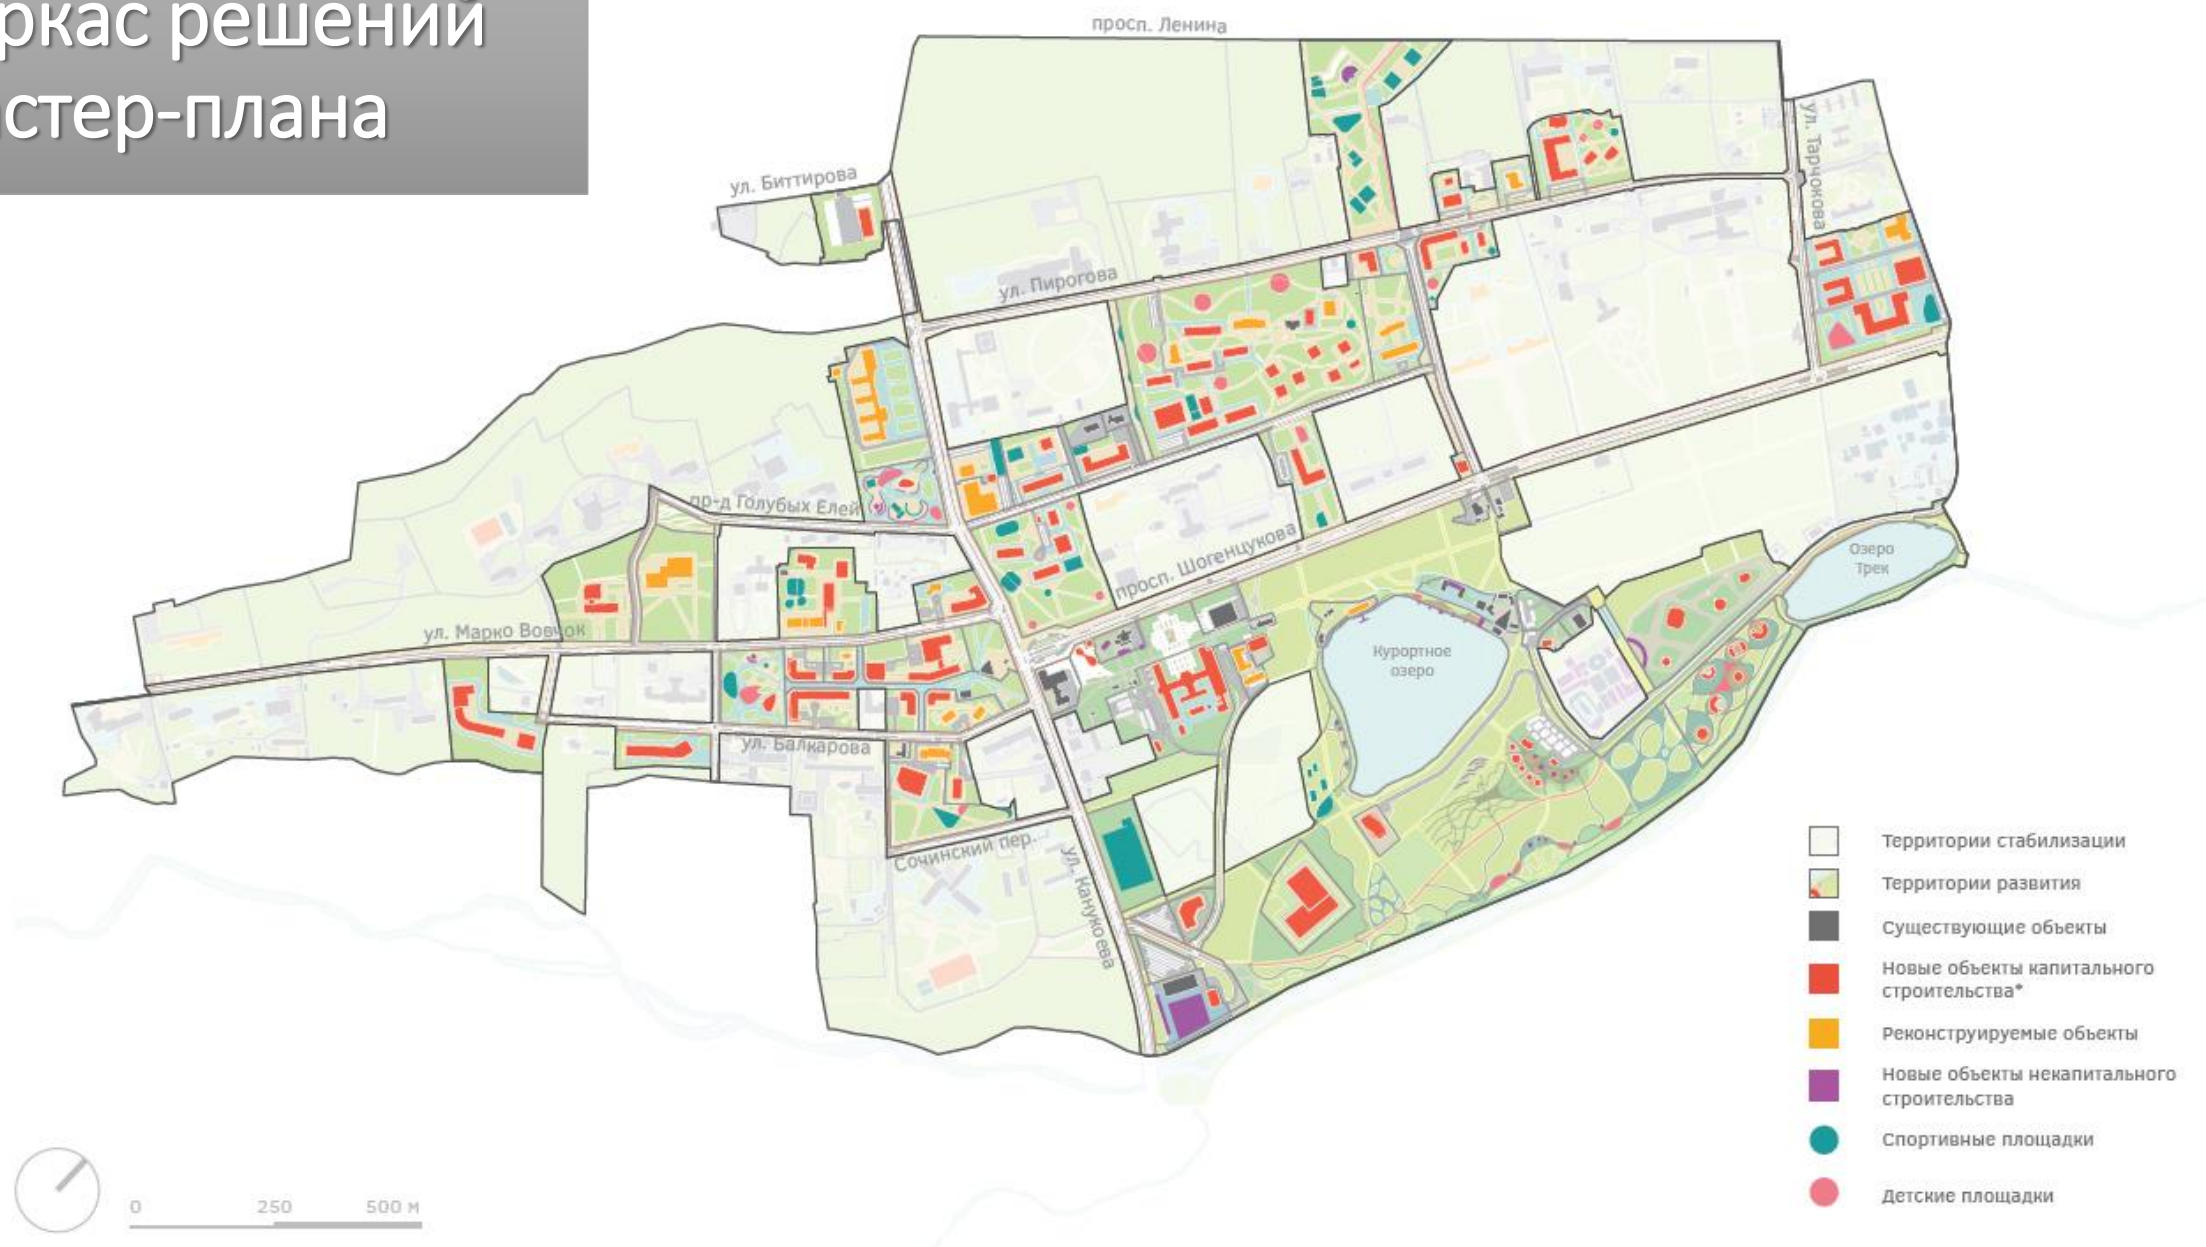 ркас решений
стер-плана
просп. Ленина
ул. Биттирова
ул. Тарчокова
ул. Пирогова
пр-д Голубых Елей
просп. Шогенцукова
Озеро
Трек
ул. Марко Вовчок
Курортное
озеро
ул. Балкарова
Сочинский пер.
ул. Канукоева
Территории стабилизации
Территории развития
Существующие объекты
Новые объекты капитального
строительства*
Реконструируемые объекты
Новые объекты некапитального
строительства
Спортивные площадки
Детские площадки
0 250 500 м